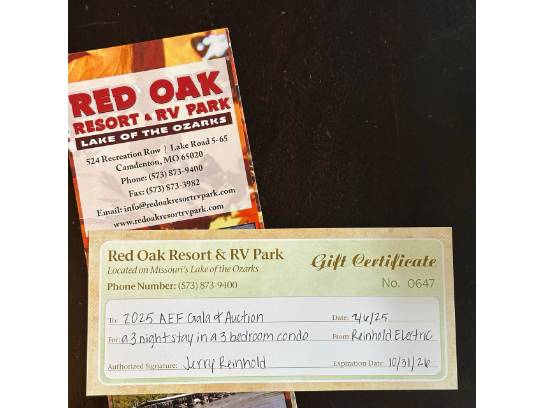 RED OAK
RESORT & RV PARK
LAKE OF THE OZARKS
524 Recreation Row | Lake Road 5-65
Camdenton, MO 65020
Phone: (573) 873-9400
Fax: (573) 873-3982
Email: info@redoakresortrvpark.com
www.redoakresortrvpark.com
Red Oak Resort & RV Park
Located on Missouri's Lake of the Ozarks
Phone Number: (573) 873-9400
Gift Certificate
No. 0647
To: 2025 AEF Gala & Auction Date: 2/6/25
For: a 3 night stay in a 3 bedroom condo From: Reinhold Electric
Authorized Signature: Jerry Reinhold Expiration Date: 10/31/26